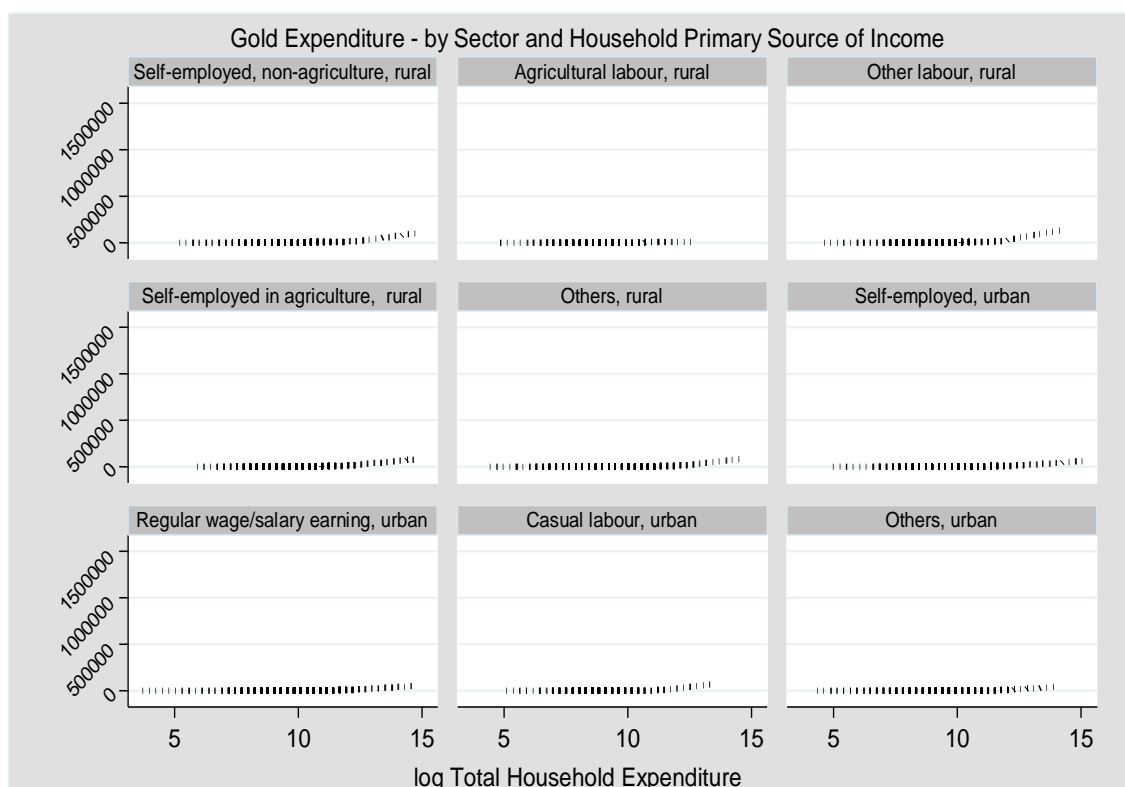 Gold Expenditure - by Sector and Household Primary Source of Income
Self-employed, non-agriculture, rural
Agricultural labour, rural
Other labour, rural
1500000
1000000
500000
0
Self-employed in agriculture, rural
Others, rural
Self-employed, urban
1500000
1000000
500000
0
Regular wage/salary earning, urban
Casual labour, urban
Others, urban
1500000
1000000
500000
0
5 10 15
5 10 15
5 10 15
log Total Household Expenditure